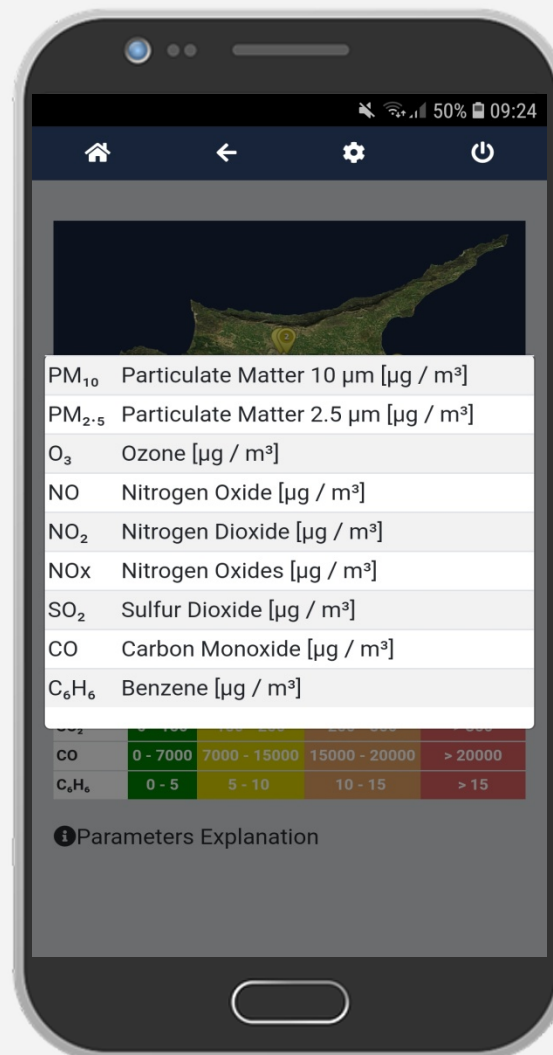 50% 09:24
2
PM₁₀ Particulate Matter 10 µm [µg / m³]
PM₂.₅ Particulate Matter 2.5 µm [µg / m³]
O₃ Ozone [µg / m³]
NO Nitrogen Oxide [µg / m³]
NO₂ Nitrogen Dioxide [µg / m³]
NOx Nitrogen Oxides [µg / m³]
SO₂ Sulfur Dioxide [µg / m³]
CO Carbon Monoxide [µg / m³]
C₆H₆ Benzene [µg / m³]
CO 0 - 7000 7000 - 15000 15000 - 20000 > 20000
C₆H₆ 0 - 5 5 - 10 10 - 15 > 15
Parameters Explanation